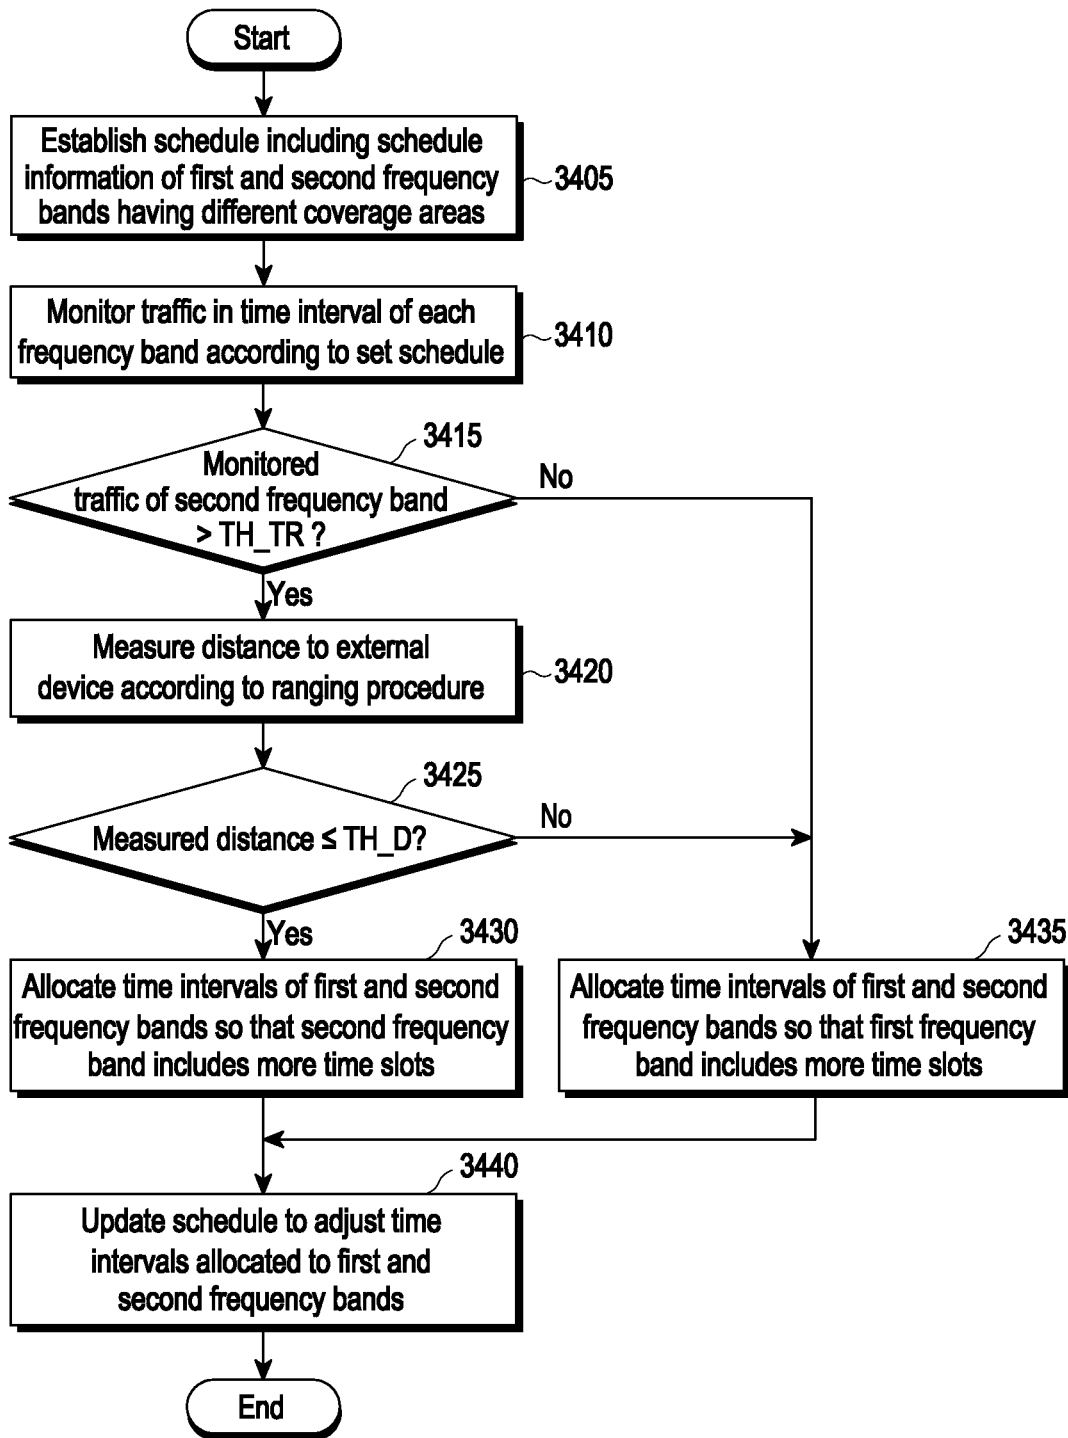 Start
Establish schedule including schedule
information of first and second frequency
bands having different coverage areas
3405
Monitor traffic in time interval of each
frequency band according to set schedule
3410
3415
Monitored
traffic of second frequency band
> TH_TR ?
No
Yes
Measure distance to external
device according to ranging procedure
3420
3425
Measured distance ≤ TH_D?
No
Yes
3430
Allocate time intervals of first and second
frequency bands so that second frequency
band includes more time slots
3435
Allocate time intervals of first and second
frequency bands so that first frequency
band includes more time slots
3440
Update schedule to adjust time
intervals allocated to first and
second frequency bands
End